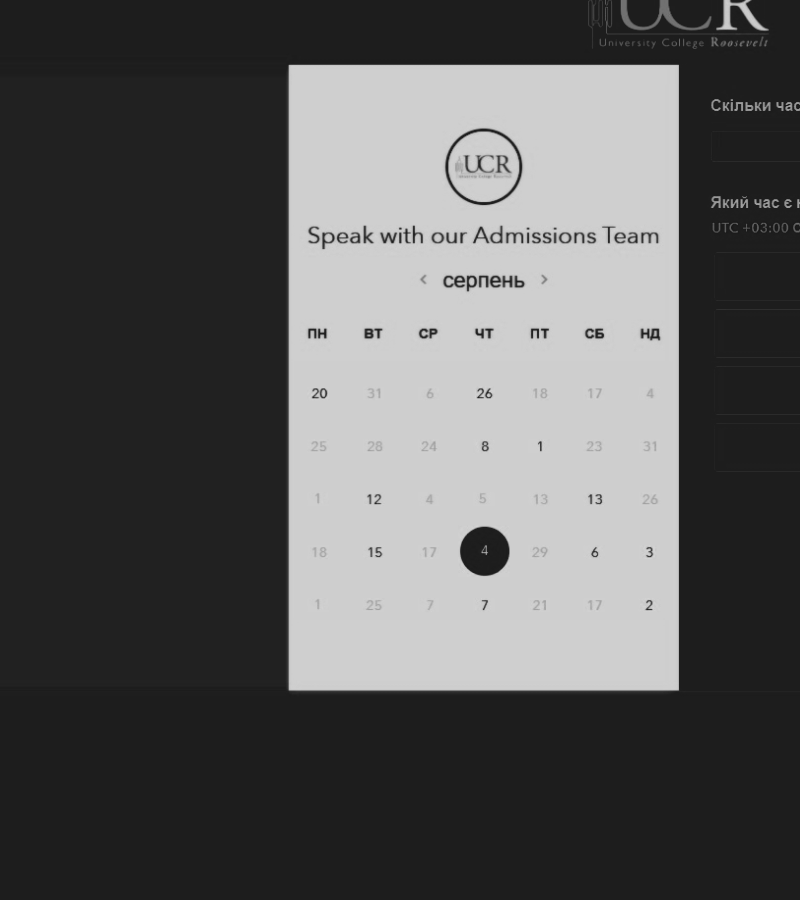 UCR
University College Roosevelt
UCR
Speak with our Admissions Team
< серпень >
ПН ВТ СР ЧТ ПТ СБ НД
20 31 6 26 18 17 4
25 28 24 8 1 23 31
1 12 4 5 13 13 26
18 15 17 4 29 6 3
1 25 7 7 21 17 2
Скільки час
Який час є
UTC +03:00